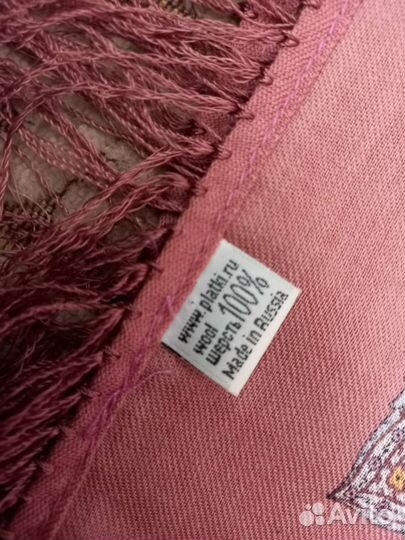 www.platki.ru
wool 100%
шерсть
Made in Russia
Avito